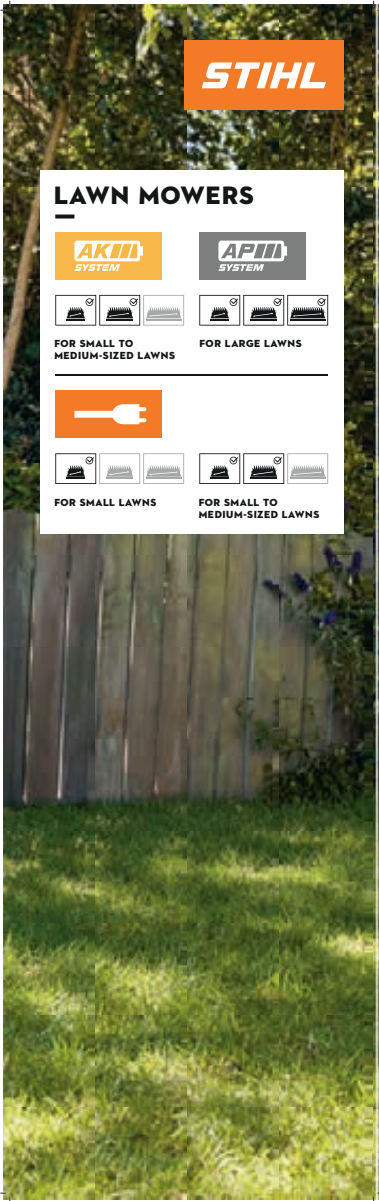 STIHL
LAWN MOWERS
AK
SYSTEM
AP
SYSTEM
FOR SMALL TO
MEDIUM-SIZED LAWNS
FOR LARGE LAWNS
FOR SMALL LAWNS
FOR SMALL TO
MEDIUM-SIZED LAWNS